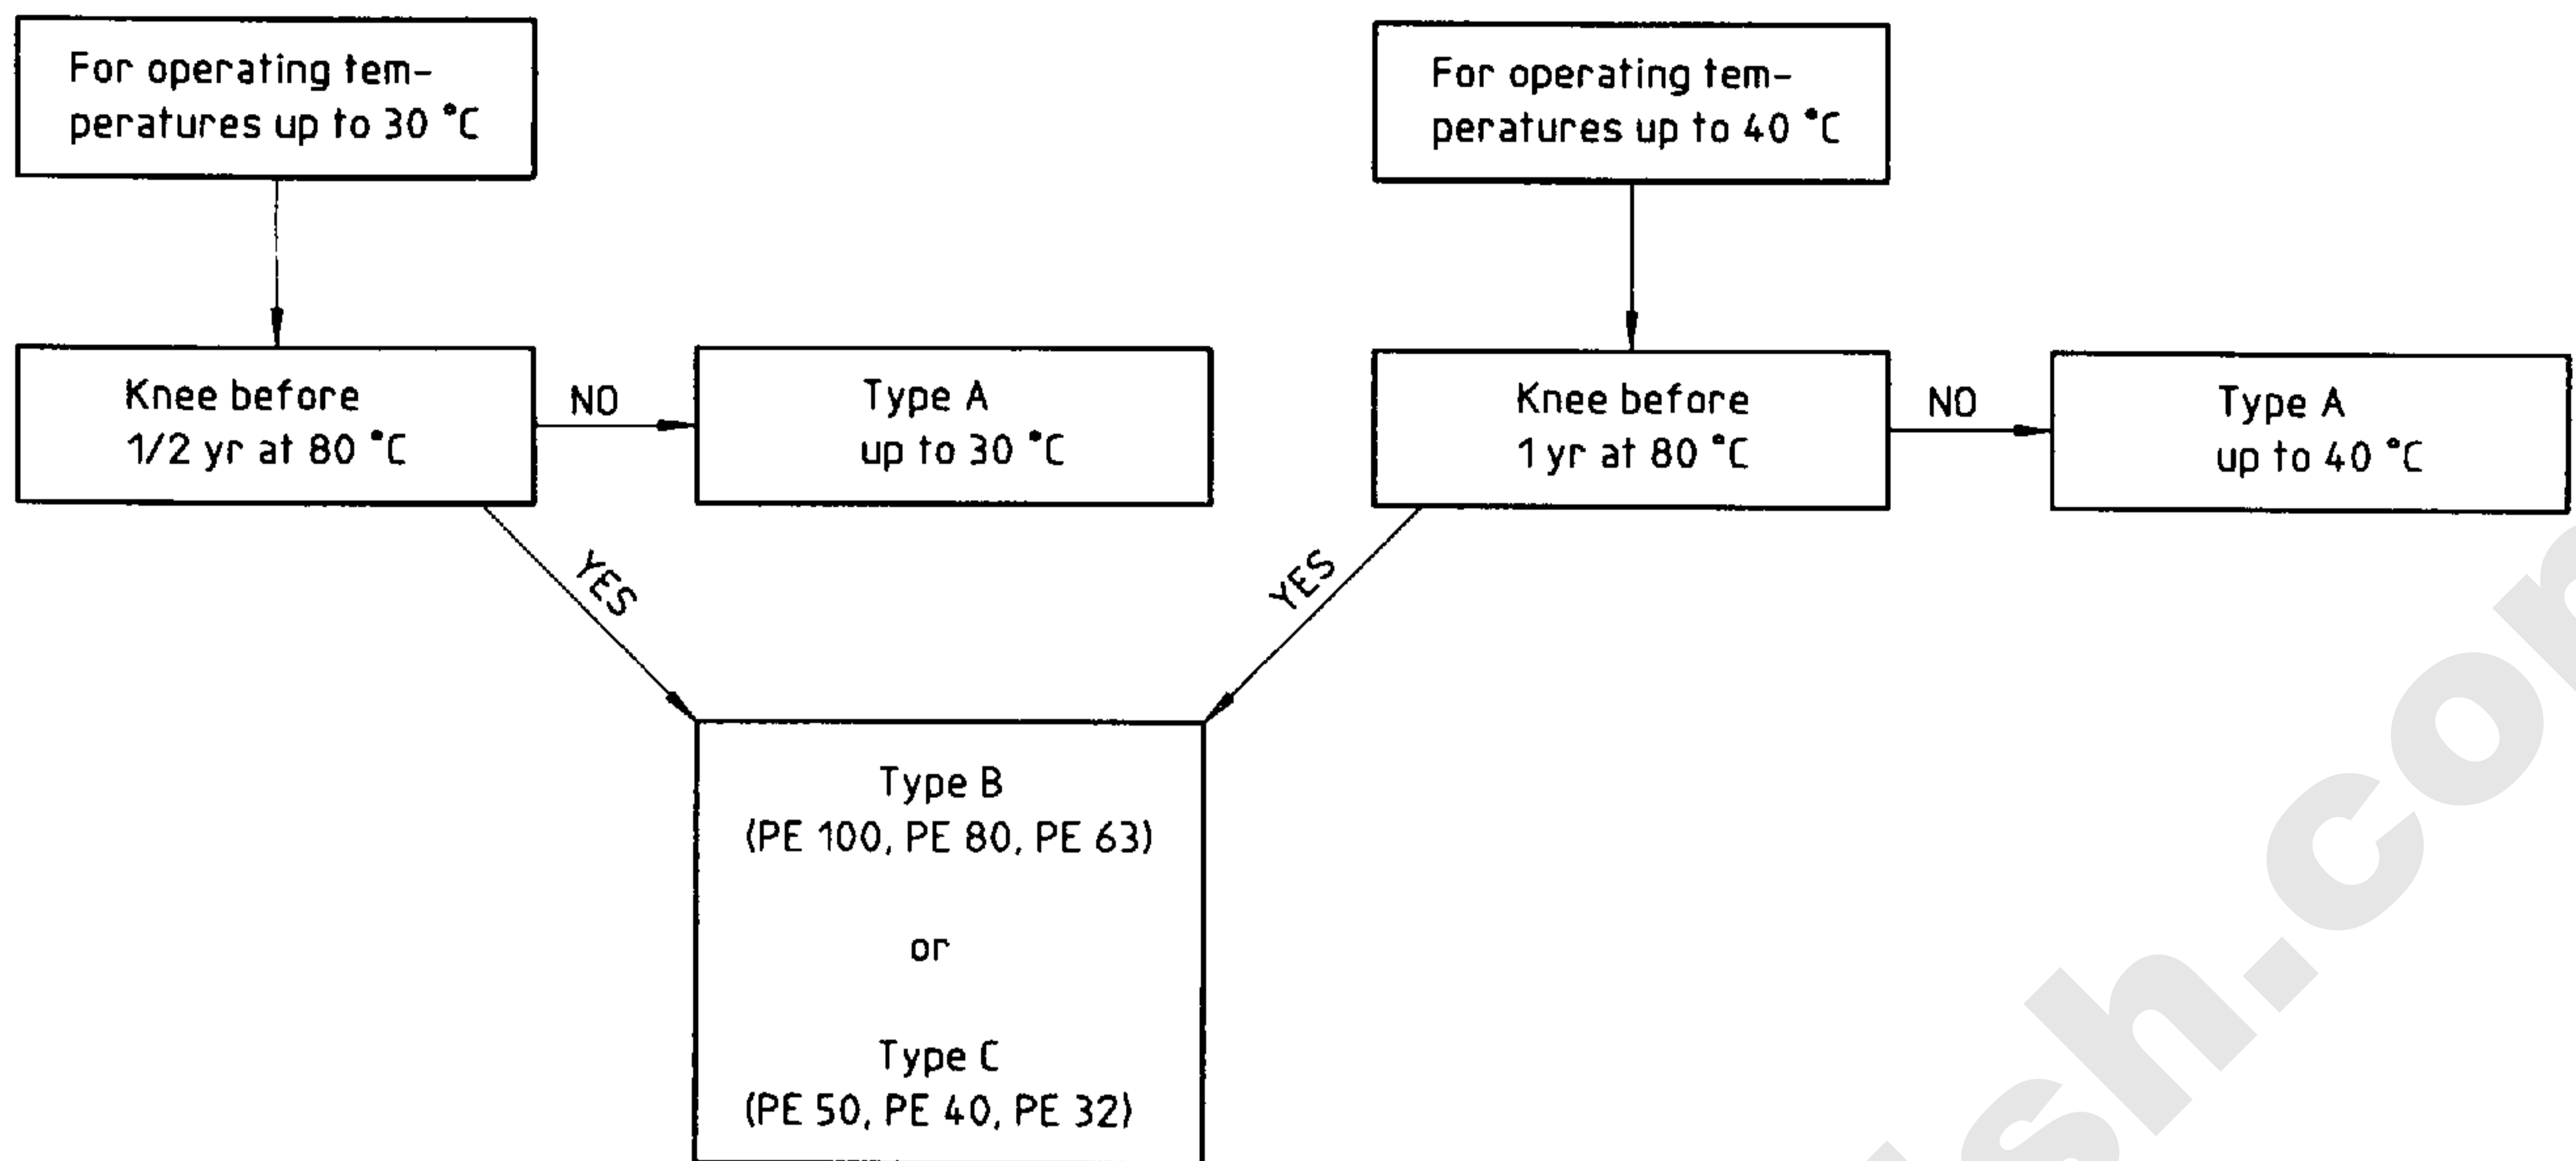 For operating tem-
peratures up to 30 °C
For operating tem-
peratures up to 40 °C
Knee before
1/2 yr at 80 °C
NO
Type A
up to 30 °C
Knee before
1 yr at 80 °C
NO
Type A
up to 40 °C
YES
YES
Type B
(PE 100, PE 80, PE 63)
or
Type C
(PE 50, PE 40, PE 32)
sh.com